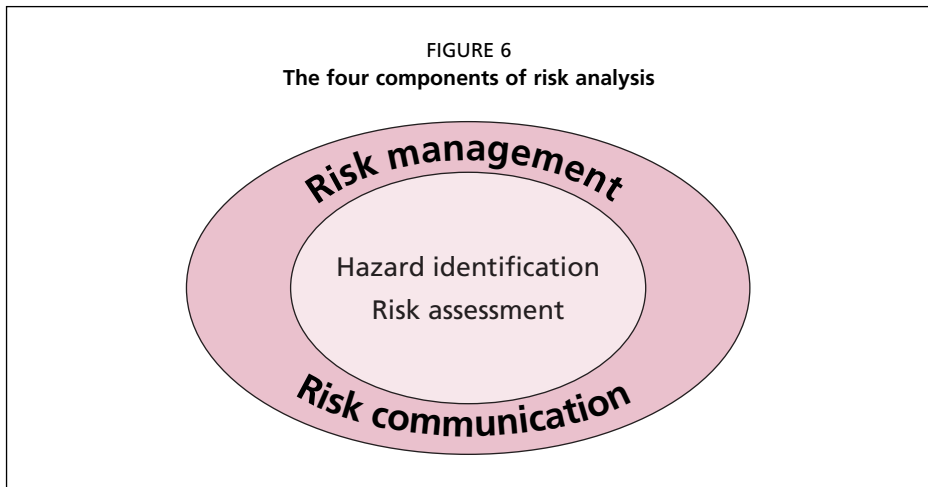 FIGURE 6
The four components of risk analysis
Risk management
Hazard identification
Risk assessment
Risk communication